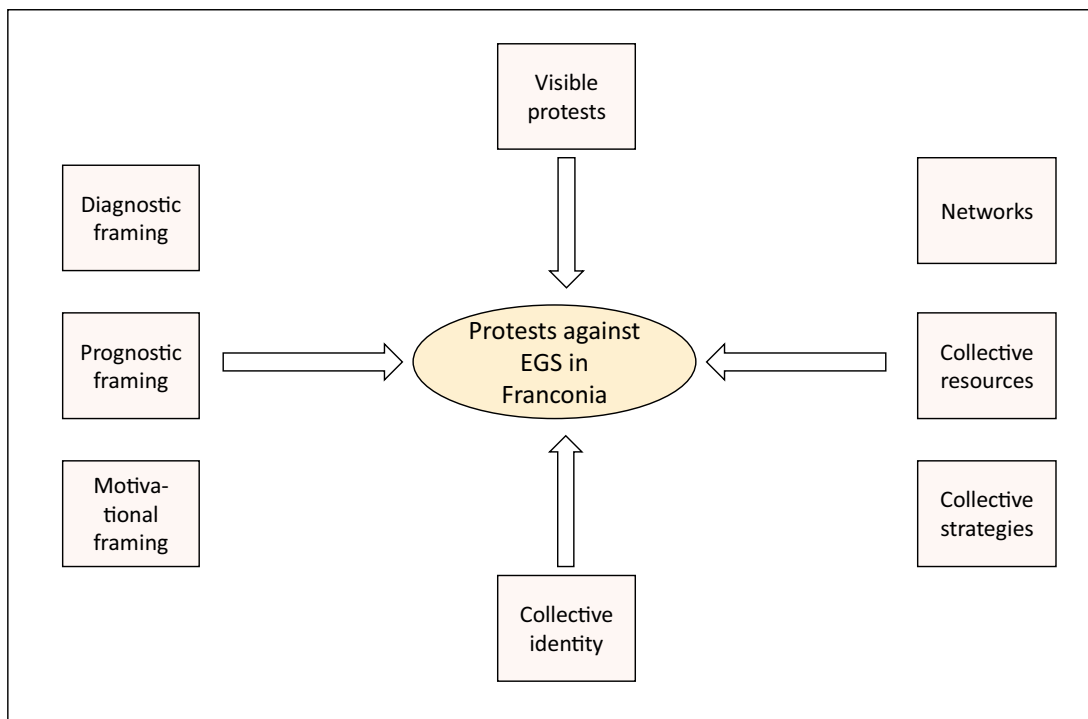 Visible
protests
Diagnostic
framing
Networks
Prognostic
framing
Protests against
EGS in
Franconia
Collective
resources
Motiva-
tional
framing
Collective
strategies
Collective
identity